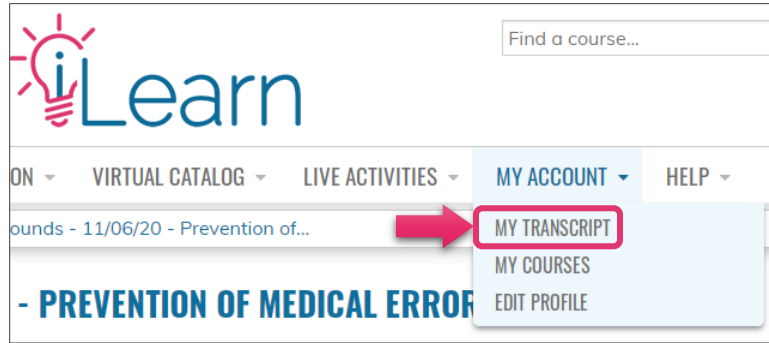 Find a course...
iLearn
ON VIRTUAL CATALOG LIVE ACTIVITIES MY ACCOUNT HELP
ounds - 11/06/20 - Prevention of...
MY TRANSCRIPT
MY COURSES
EDIT PROFILE
- PREVENTION OF MEDICAL ERROR